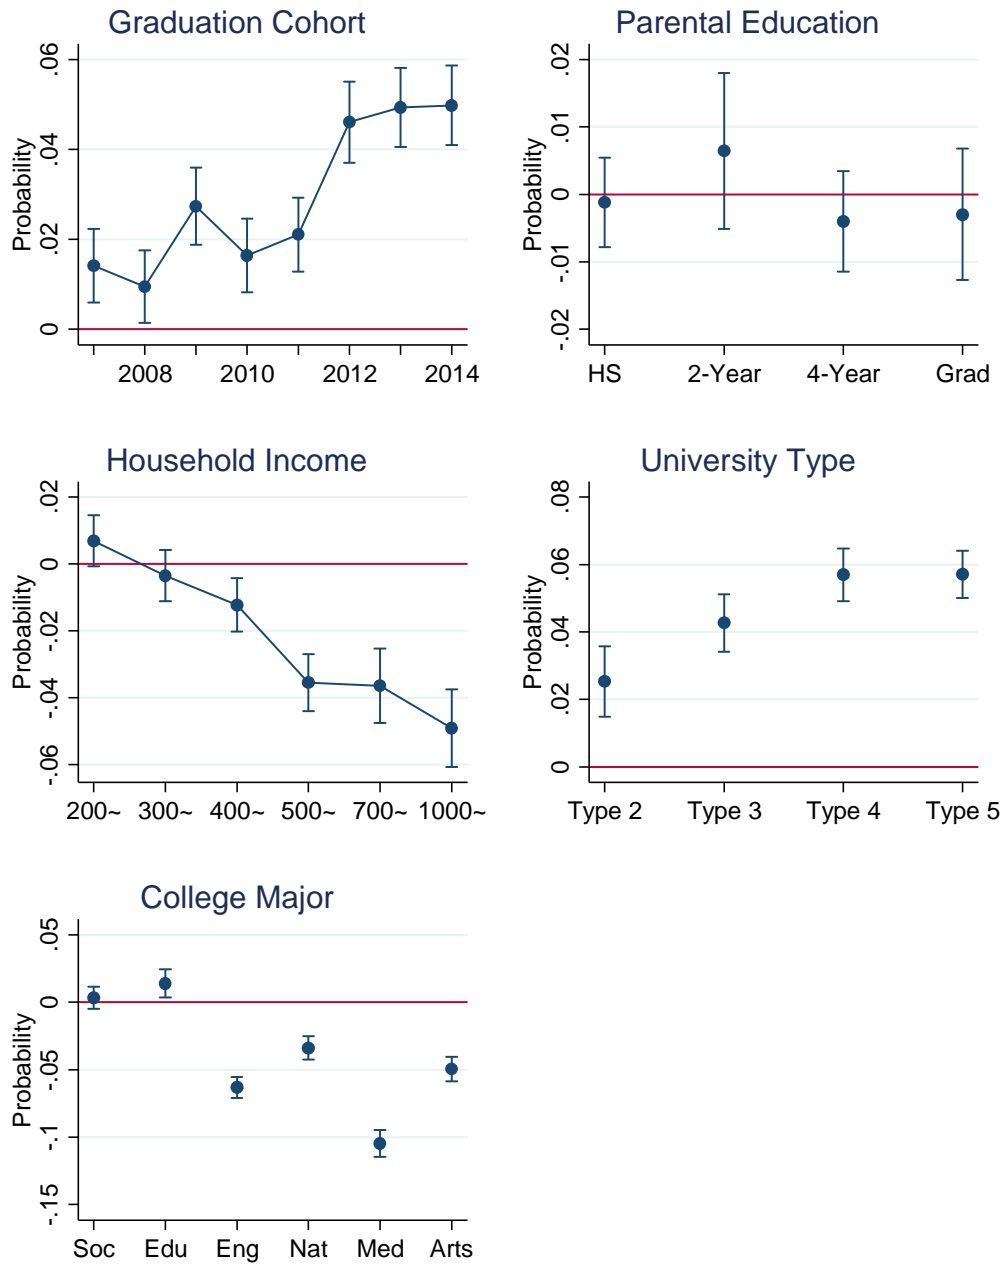 Graduation Cohort
Probability
.06
.04
.02
0
2008 2010 2012 2014
Parental Education
Probability
.02
.01
0
-.01
-.02
HS 2-Year 4-Year Grad
Household Income
Probability
.02
0
-.02
-.04
-.06
200~ 300~ 400~ 500~ 700~ 1000~
University Type
Probability
.08
.06
.04
.02
0
Type 2 Type 3 Type 4 Type 5
College Major
Probability
.05
0
-.05
-.1
-.15
Soc Edu Eng Nat Med Arts